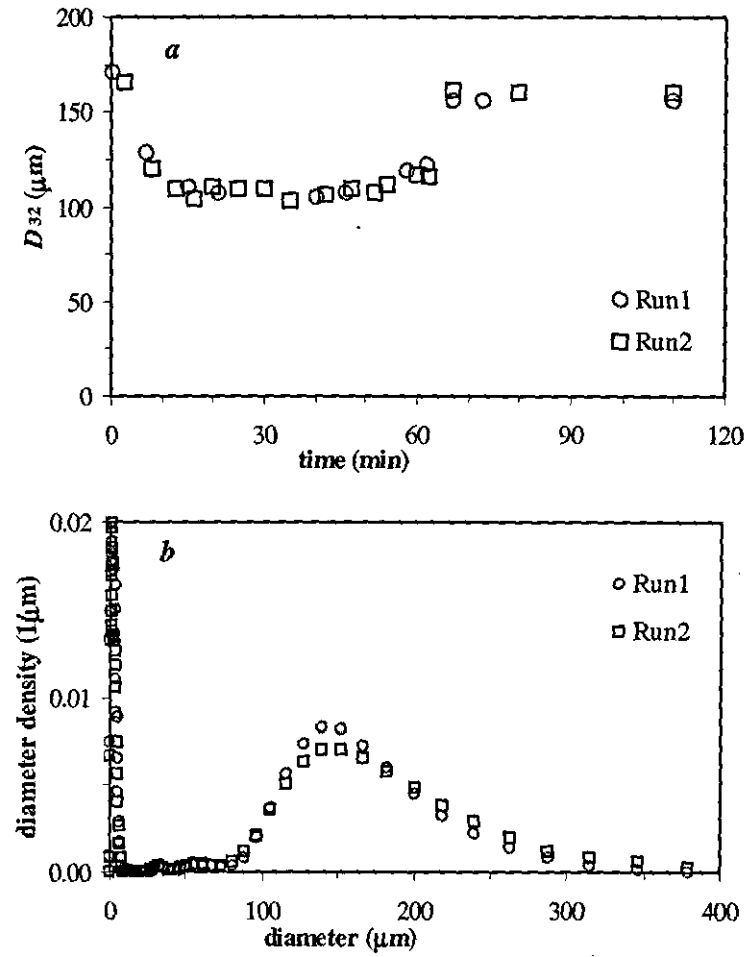 200
a
150
100
50
0
D32 (μm)
Run1
Run2
0 30 60 90 120
time (min)
0.02
b
0.01
0.00
diameter density (1/μm)
Run1
Run2
0 100 200 300 400
diameter (μm)